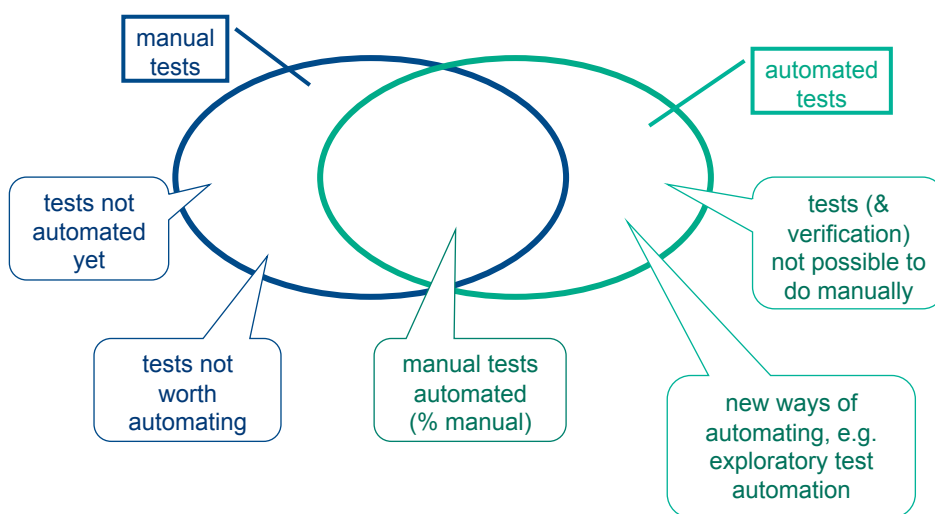 manual
tests
automated
tests
tests not
automated
yet
tests (&
verification)
not possible to
do manually
tests not
worth
automating
manual tests
automated
(% manual)
new ways of
automating, e.g.
exploratory test
automation